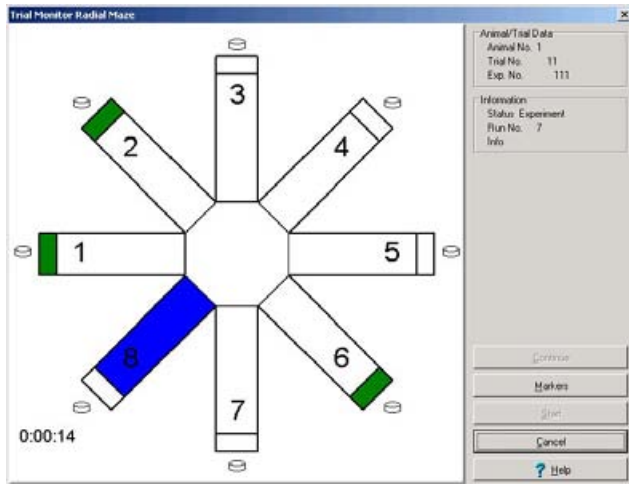 Trial Monitor Radial Maze
3
2
4
1
5
8
6
7
0:00:14
Animal/Trial Data
Animal No. 1
Trial No. 11
Exp. No. 111
Information
Status Experiment
Run No. 7
Info
Continue
Markers
Start
Cancel
? Help